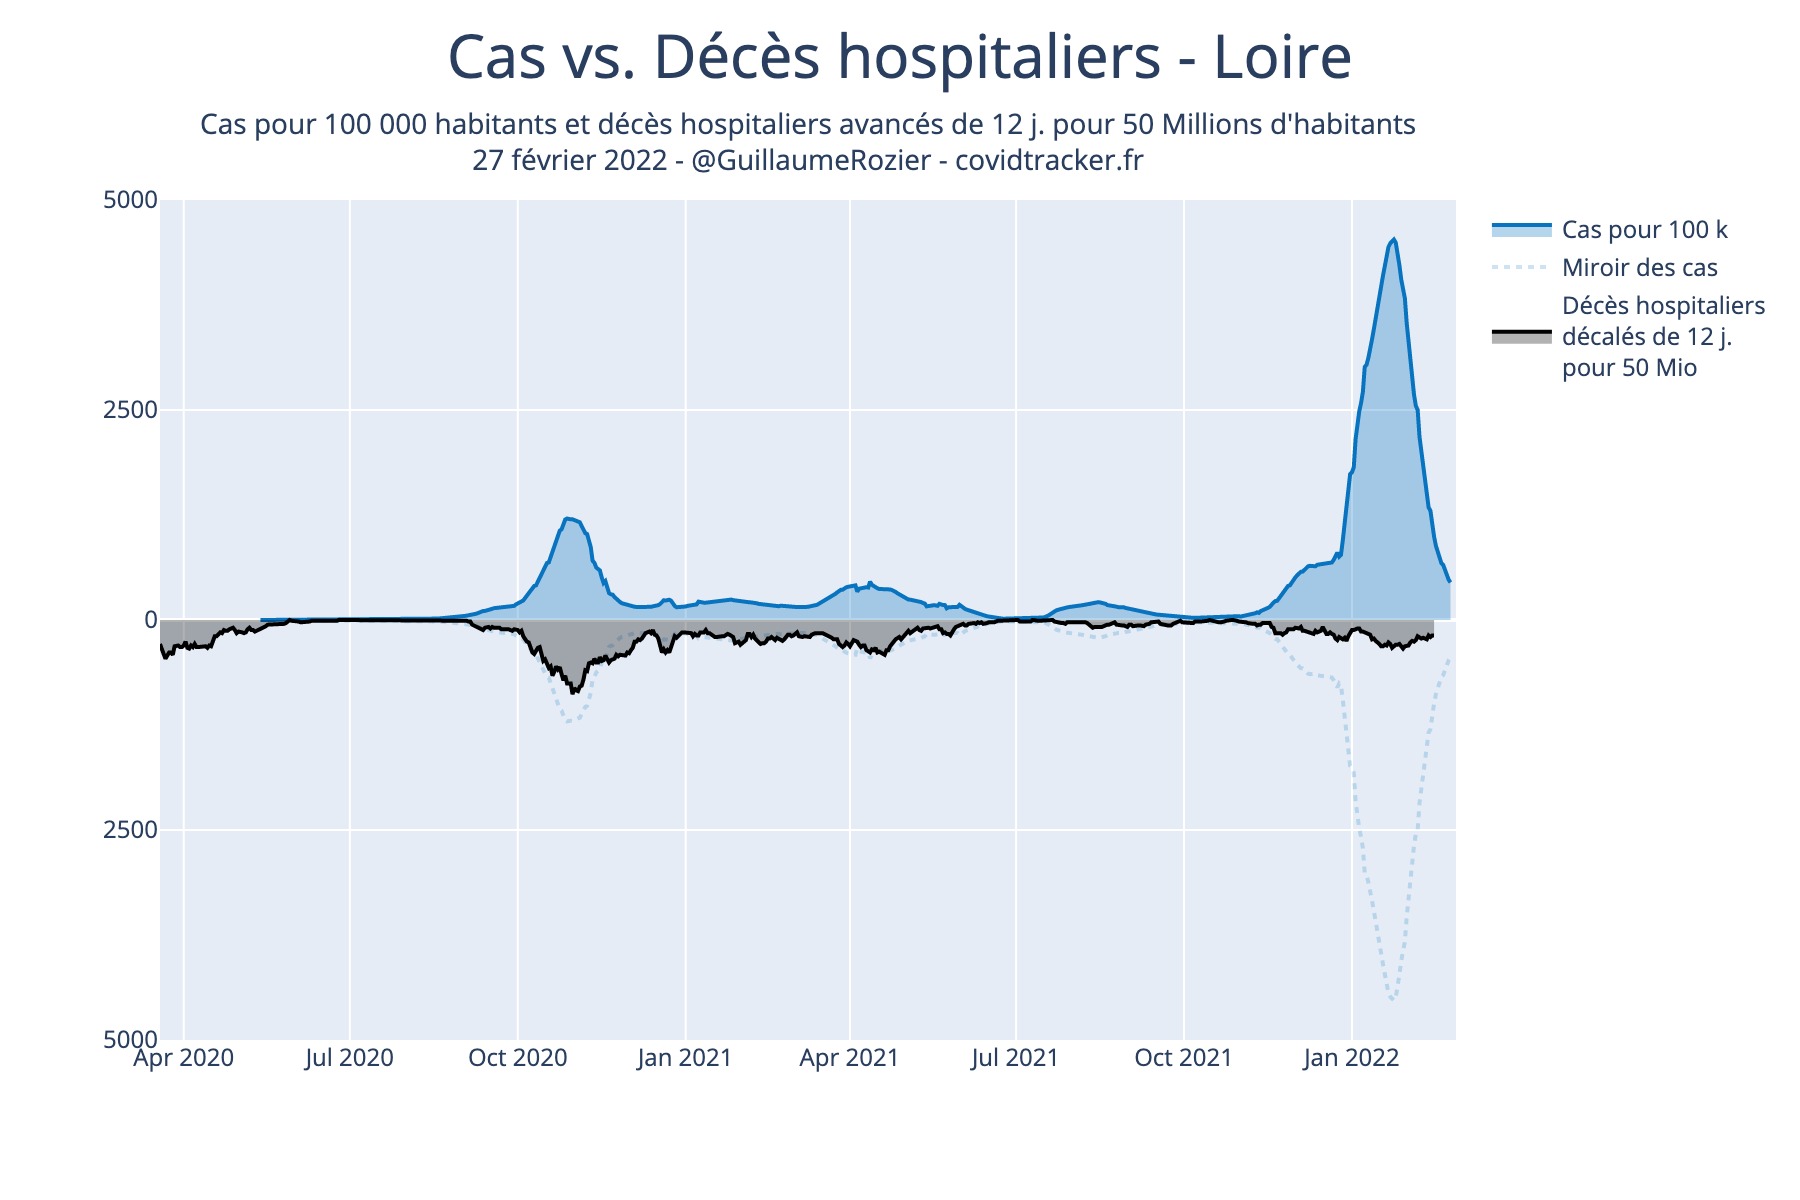 Cas vs. Décès hospitaliers - Loire
Cas pour 100 000 habitants et décès hospitaliers avancés de 12 j. pour 50 Millions d'habitants
27 février 2022 - @GuillaumeRozier - covidtracker.fr
5000
2500
0
2500
5000
Apr 2020
Jul 2020
Oct 2020
Jan 2021
Apr 2021
Jul 2021
Oct 2021
Jan 2022
Cas pour 100 k
Miroir des cas
Décès hospitaliers
décalés de 12 j.
pour 50 Mio